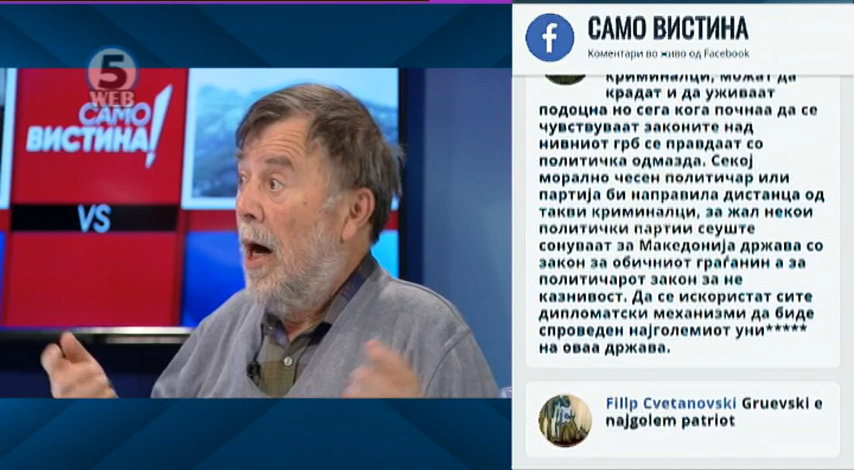 5
WEB
САМО
ВИСТИНА!
VS
САМО ВИСТИНА
Коментари во живо од Facebook
криминалци, можат да
крадат и да уживаат
подоцна но сега кога почнаа да се
чувствуваат законите над
нивниот грб се правдаат со
политичка одмазда. Секој
морално чесен политичар или
партија би направила дистанца од
такви криминалци, за жал некои
политички партии сеуште
сонуваат за Македонија држава со
закон за обичниот граѓанин а за
политичарот закон за не
казнивост. Да се искористат сите
дипломатски механизми да биде
спроведен најголемиот уни*****
на оваа држава.
Fillp Cvetanovski Gruevski e
najgolem patriot